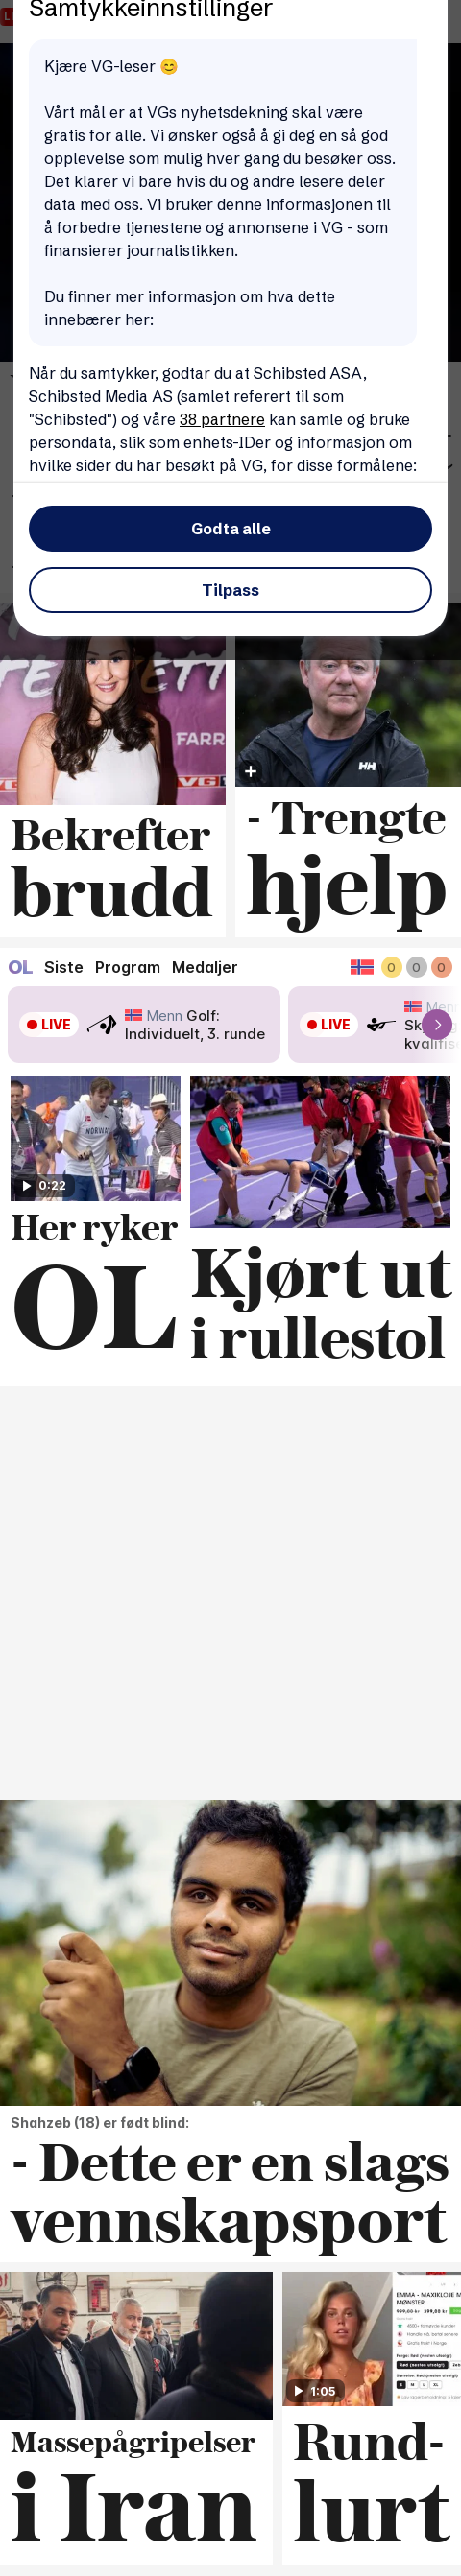 Samtykkeinnstillinger
Kjære VG-leser 😊
Vårt mål er at VGs nyhetsdekning skal være
gratis for alle. Vi ønsker også å gi deg en så god
opplevelse som mulig hver gang du besøker oss.
Det klarer vi bare hvis du og andre lesere deler
data med oss. Vi bruker denne informasjonen til
å forbedre tjenestene og annonsene i VG - som
finansierer journalistikken.
Du finner mer informasjon om hva dette
innebærer her:
Når du samtykker, godtar du at Schibsted ASA,
Schibsted Media AS (samlet referert til som
"Schibsted") og våre 38 partnere kan samle og bruke
persondata, slik som enhets-IDer og informasjon om
hvilke sider du har besøkt på VG, for disse formålene:
Godta alle
Tilpass
FARR
VG
HH
Bekrefter
brudd
- Trengte
hjelp
OL Siste Program Medaljer 0 0 0
LIVE Menn Golf:
Individuelt, 3. runde
LIVE
NORWAY
0:22
Her ryker
OL
Kjørt ut
i rullestol
Shahzeb (18) er født blind:
- Dette er en slags
vennskapsport
EMMA - MAXIKLOJE M
MØNSTER
1:05
Massepågripelser
i Iran
Rund-
lurt